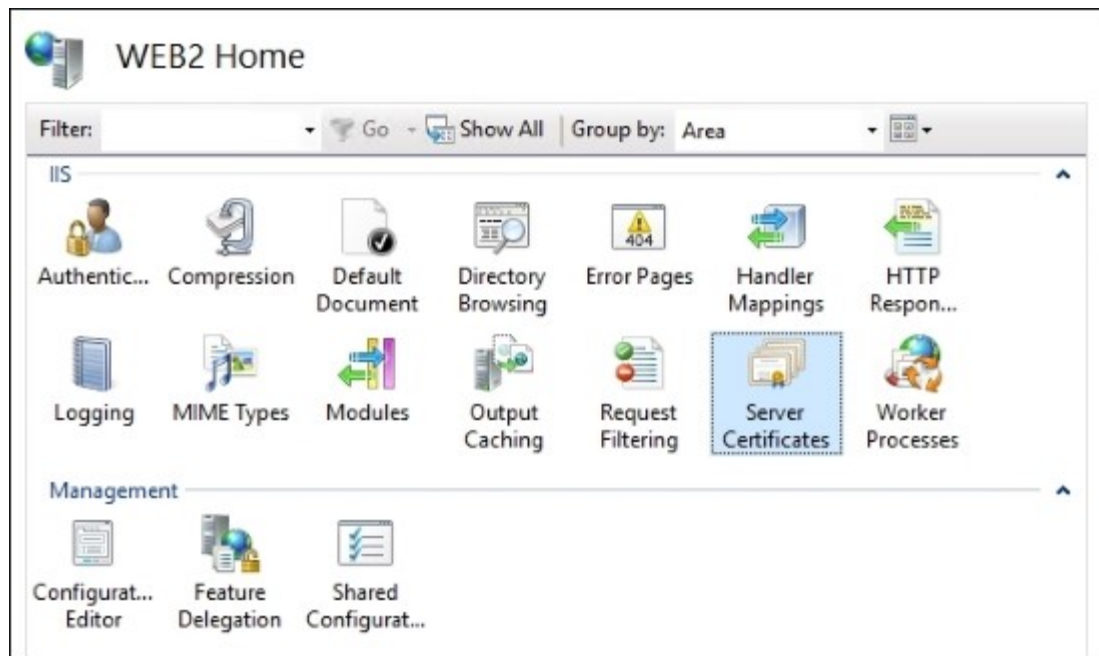 WEB2 Home
Filter: Go Show All Group by: Area
IIS
Authentic... Compression Default Directory Error Pages Handler HTTP
Document Browsing Mappings Respon...
404
Logging MIME Types Modules Output Request Server Worker
Caching Filtering Certificates Processes
Management
Configurat... Feature Shared
Editor Delegation Configurat...